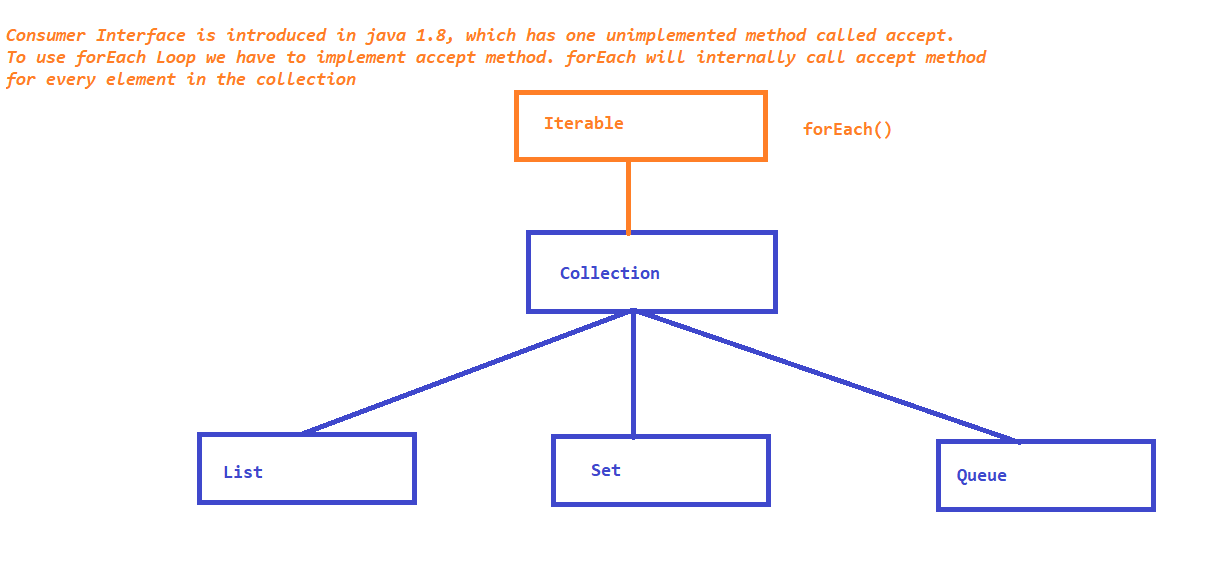 Consumer Interface is introduced in java 1.8, which has one unimplemented method called accept.
To use forEach Loop we have to implement accept method. forEach will internally call accept method
for every element in the collection
Iterable
forEach()
Collection
List
Set
Queue